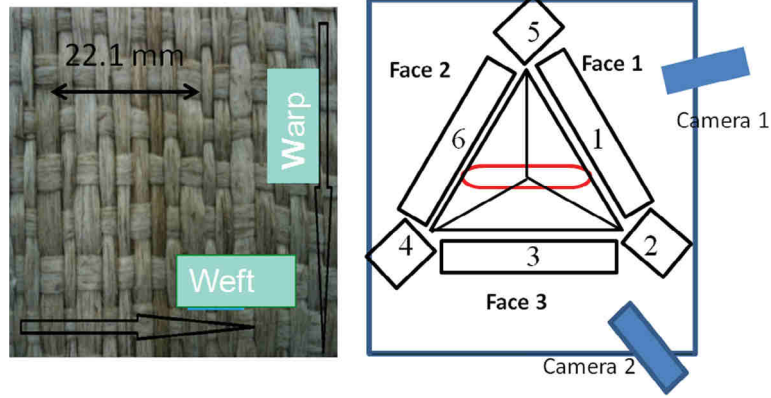 22.1 mm
Warp
Weft
5
Face 2
Face 1
Camera 1
6
1
4
3
2
Face 3
Camera 2